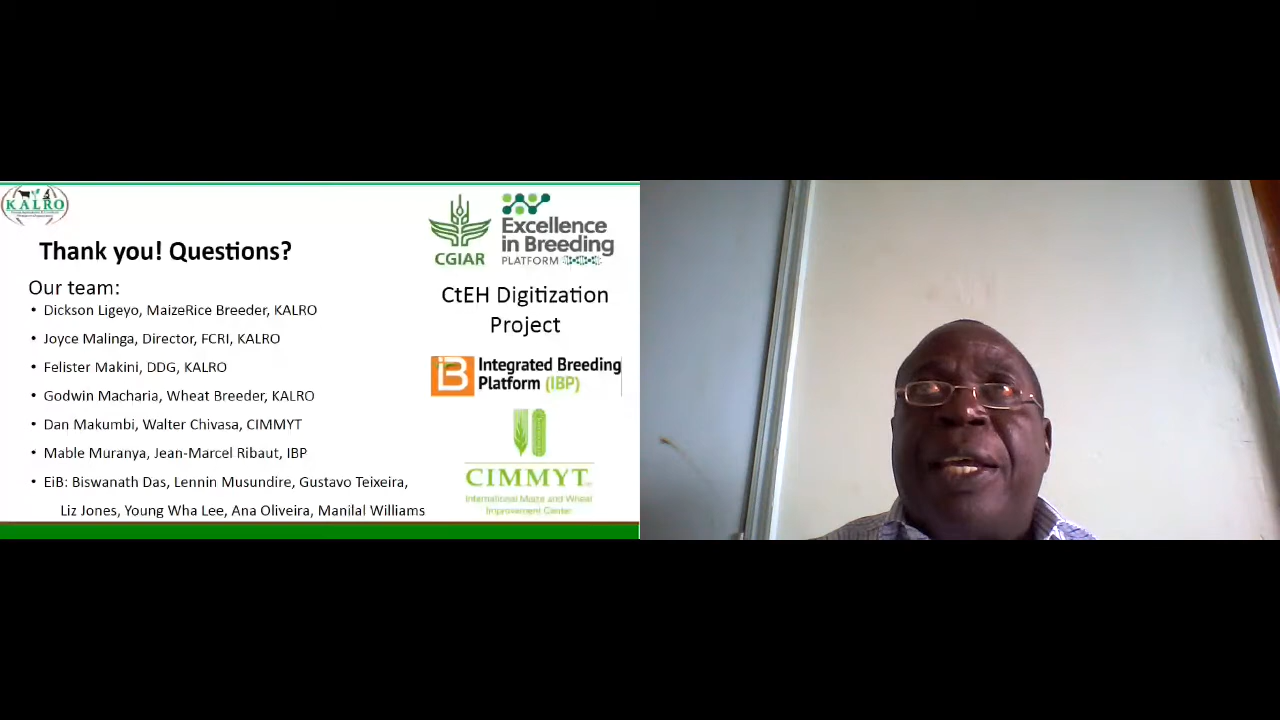 KALRO
Thank you! Questions?
Our team:
• Dickson Ligeyo, MaizeRice Breeder, KALRO
• Joyce Malinga, Director, FCRI, KALRO
• Felister Makini, DDG, KALRO
• Godwin Macharia, Wheat Breeder, KALRO
• Dan Makumbi, Walter Chivasa, CIMMYT
• Mable Muranya, Jean-Marcel Ribaut, IBP
• EiB: Biswanath Das, Lennin Musundire, Gustavo Teixeira,
Liz Jones, Young Wha Lee, Ana Oliveira, Manilal Williams
CGIAR
Excellence
in Breeding
PLATFORM
CtEH Digitization
Project
iB
Integrated Breeding
Platform (IBP)
CIMMYT
International Maize and Wheat
Improvement Center